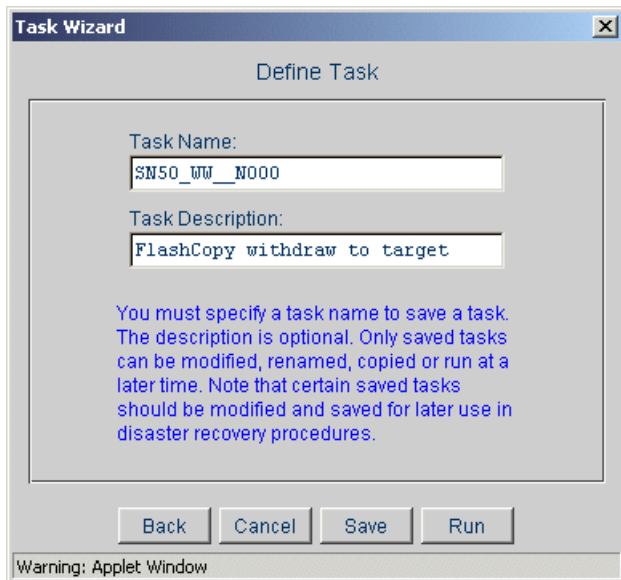 Task Wizard
Define Task
Task Name:
SN50_WW__N000
Task Description:
FlashCopy withdraw to target
You must specify a task name to save a task.
The description is optional. Only saved tasks
can be modified, renamed, copied or run at a
later time. Note that certain saved tasks
should be modified and saved for later use in
disaster recovery procedures.
Back Cancel Save Run
Warning: Applet Window